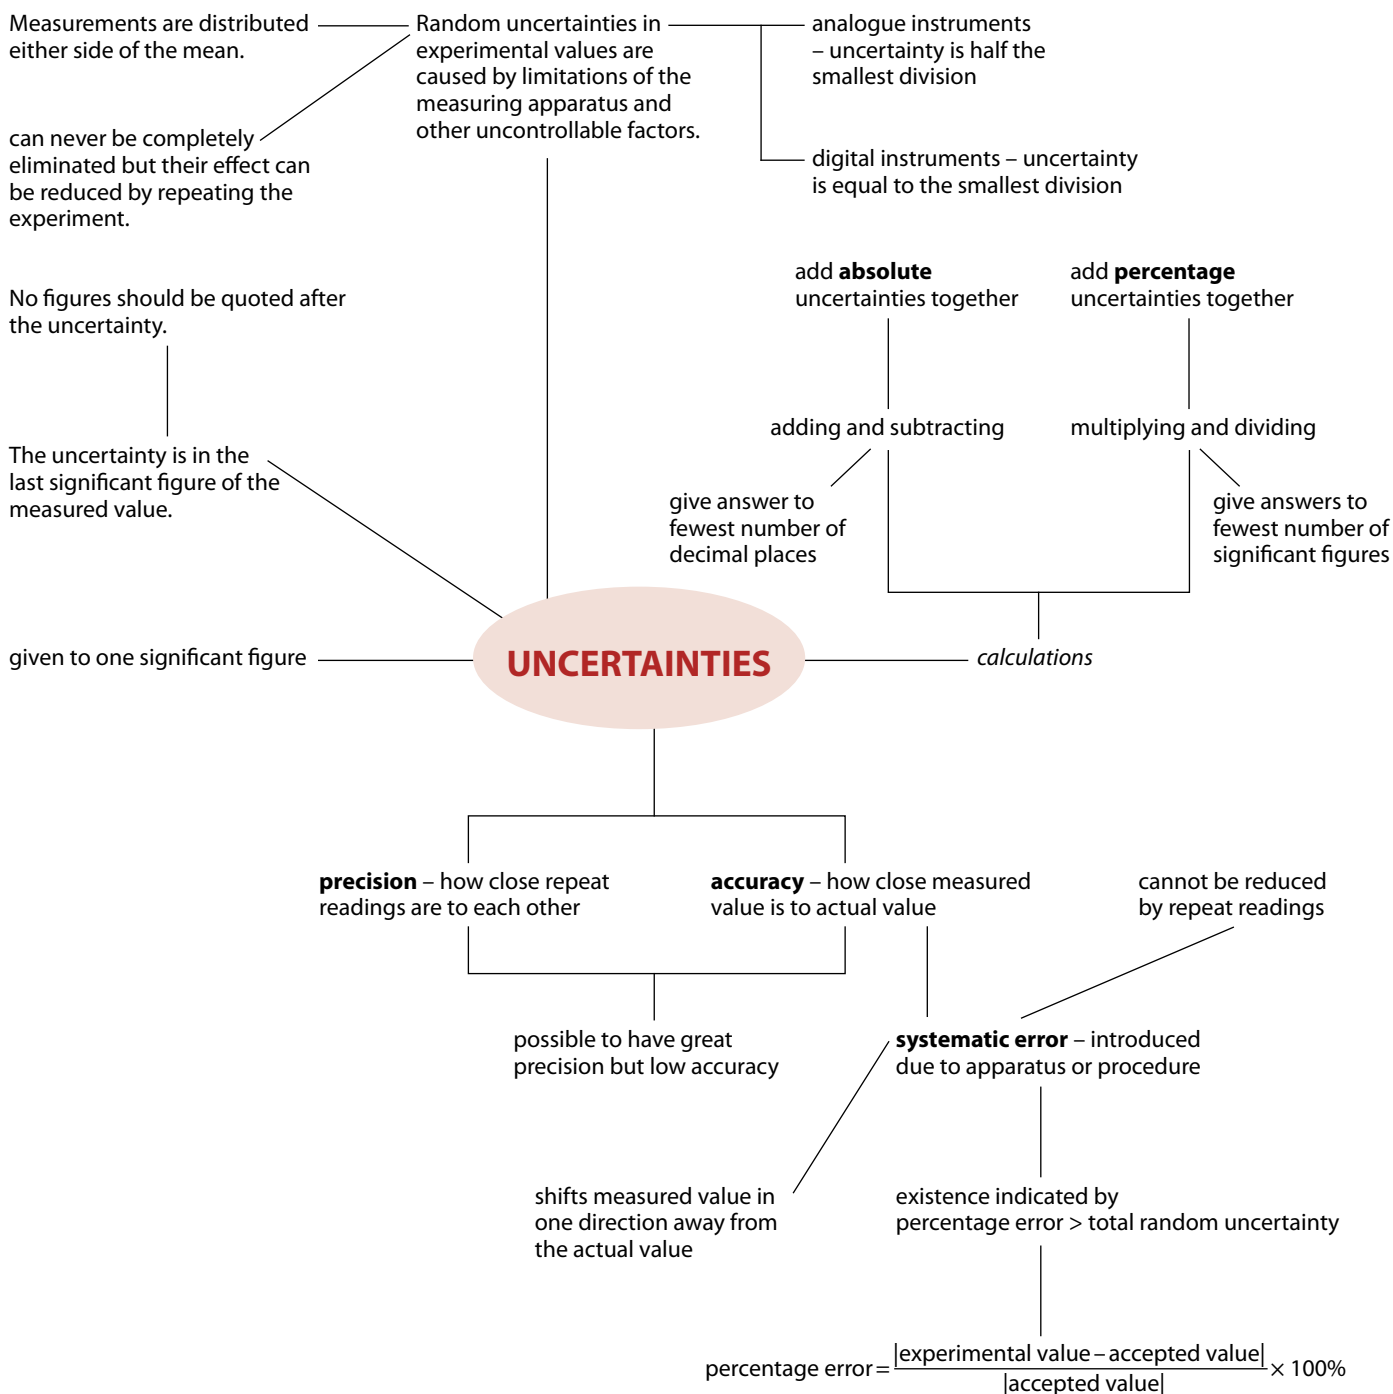 Measurements are distributed
either side of the mean.
Random uncertainties in
experimental values are
caused by limitations of the
measuring apparatus and
other uncontrollable factors.
analogue instruments
– uncertainty is half the
smallest division
can never be completely
eliminated but their effect can
be reduced by repeating the
experiment.
digital instruments – uncertainty
is equal to the smallest division
add absolute
uncertainties together
add percentage
uncertainties together
No figures should be quoted after
the uncertainty.
adding and subtracting
multiplying and dividing
The uncertainty is in the
last significant figure of the
measured value.
give answer to
fewest number of
decimal places
give answers to
fewest number of
significant figures
given to one significant figure
UNCERTAINTIES
calculations
precision – how close repeat
readings are to each other
accuracy – how close measured
value is to actual value
cannot be reduced
by repeat readings
possible to have great
precision but low accuracy
systematic error – introduced
due to apparatus or procedure
shifts measured value in
one direction away from
the actual value
existence indicated by
percentage error > total random uncertainty
percentage error = |experimental value – accepted value|
|accepted value|
× 100%